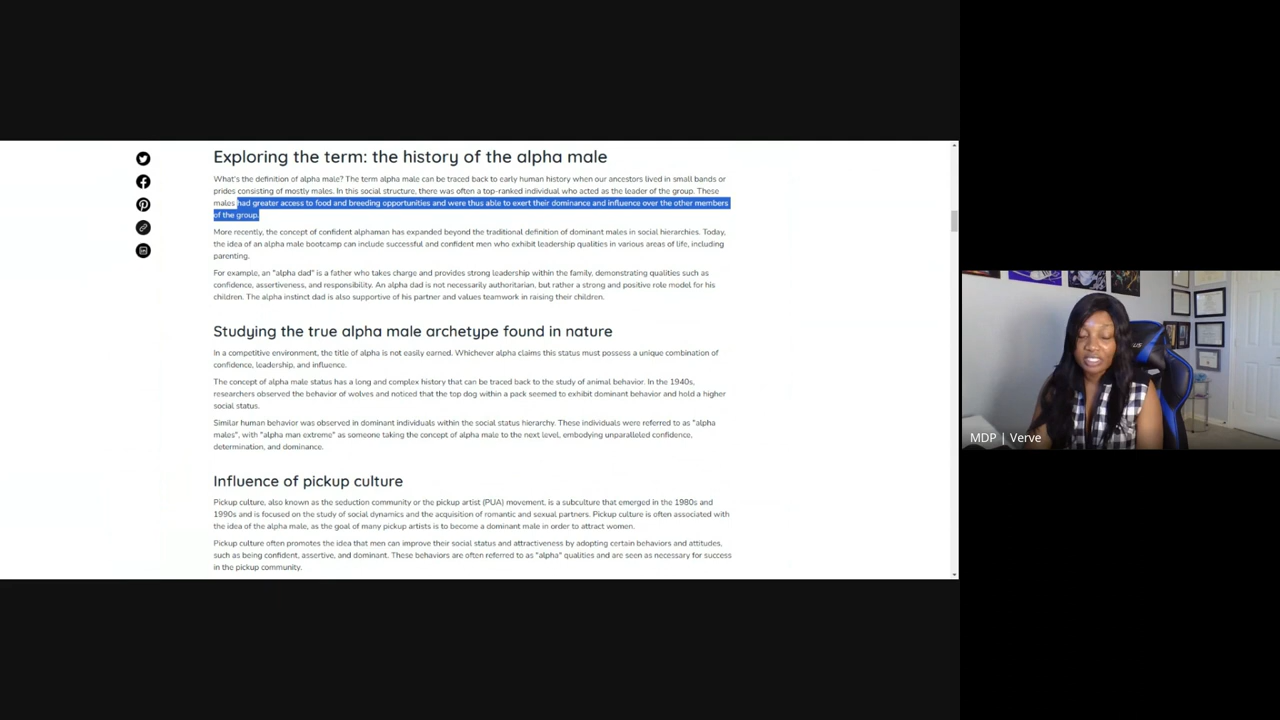 Exploring the term: the history of the alpha male
What's the definition of alpha male? The term alpha male can be traced back to early human history when our ancestors lived in small bands or
prides consisting of mostly males. In this social structure, there was often a top-ranked individual who acted as the leader of the group. These
males had greater access to food and breeding opportunities and were thus able to exert their dominance and influence over the other members
of the group.
More recently, the concept of confident alphaman has expanded beyond the traditional definition of dominant males in social hierarchies. Today,
the idea of an alpha male bootcamp can include successful and confident men who exhibit leadership qualities in various areas of life, including
parenting.
For example, an "alpha dad" is a father who takes charge and provides strong leadership within the family, demonstrating qualities such as
confidence, assertiveness, and responsibility. An alpha dad is not necessarily authoritarian, but rather a strong and positive role model for his
children. The alpha instinct dad is also supportive of his partner and values teamwork in raising their children.
Studying the true alpha male archetype found in nature
In a competitive environment, the title of alpha is not easily earned. Whichever alpha claims this status must possess a unique combination of
confidence, leadership, and influence.
The concept of alpha male status has a long and complex history that can be traced back to the study of animal behavior. In the 1940s,
researchers observed the behavior of wolves and noticed that the top dog within a pack seemed to exhibit dominant behavior and hold a higher
social status.
Similar human behavior was observed in dominant individuals within the social status hierarchy. These individuals were referred to as "alpha
males", with "alpha man extreme" as someone taking the concept of alpha male to the next level, embodying unparalleled confidence,
determination, and dominance.
Influence of pickup culture
Pickup culture, also known as the seduction community or the pickup artist (PUA) movement, is a subculture that emerged in the 1980s and
1990s and is focused on the study of social dynamics and the acquisition of romantic and sexual partners. Pickup culture is often associated with
the idea of the alpha male, as the goal of many pickup artists is to become a dominant male in order to attract women.
Pickup culture often promotes the idea that men can improve their social status and attractiveness by adopting certain behaviors and attitudes,
such as being confident, assertive, and dominant. These behaviors are often referred to as "alpha" qualities and are seen as necessary for success
in the pickup community.
MDP | Verve